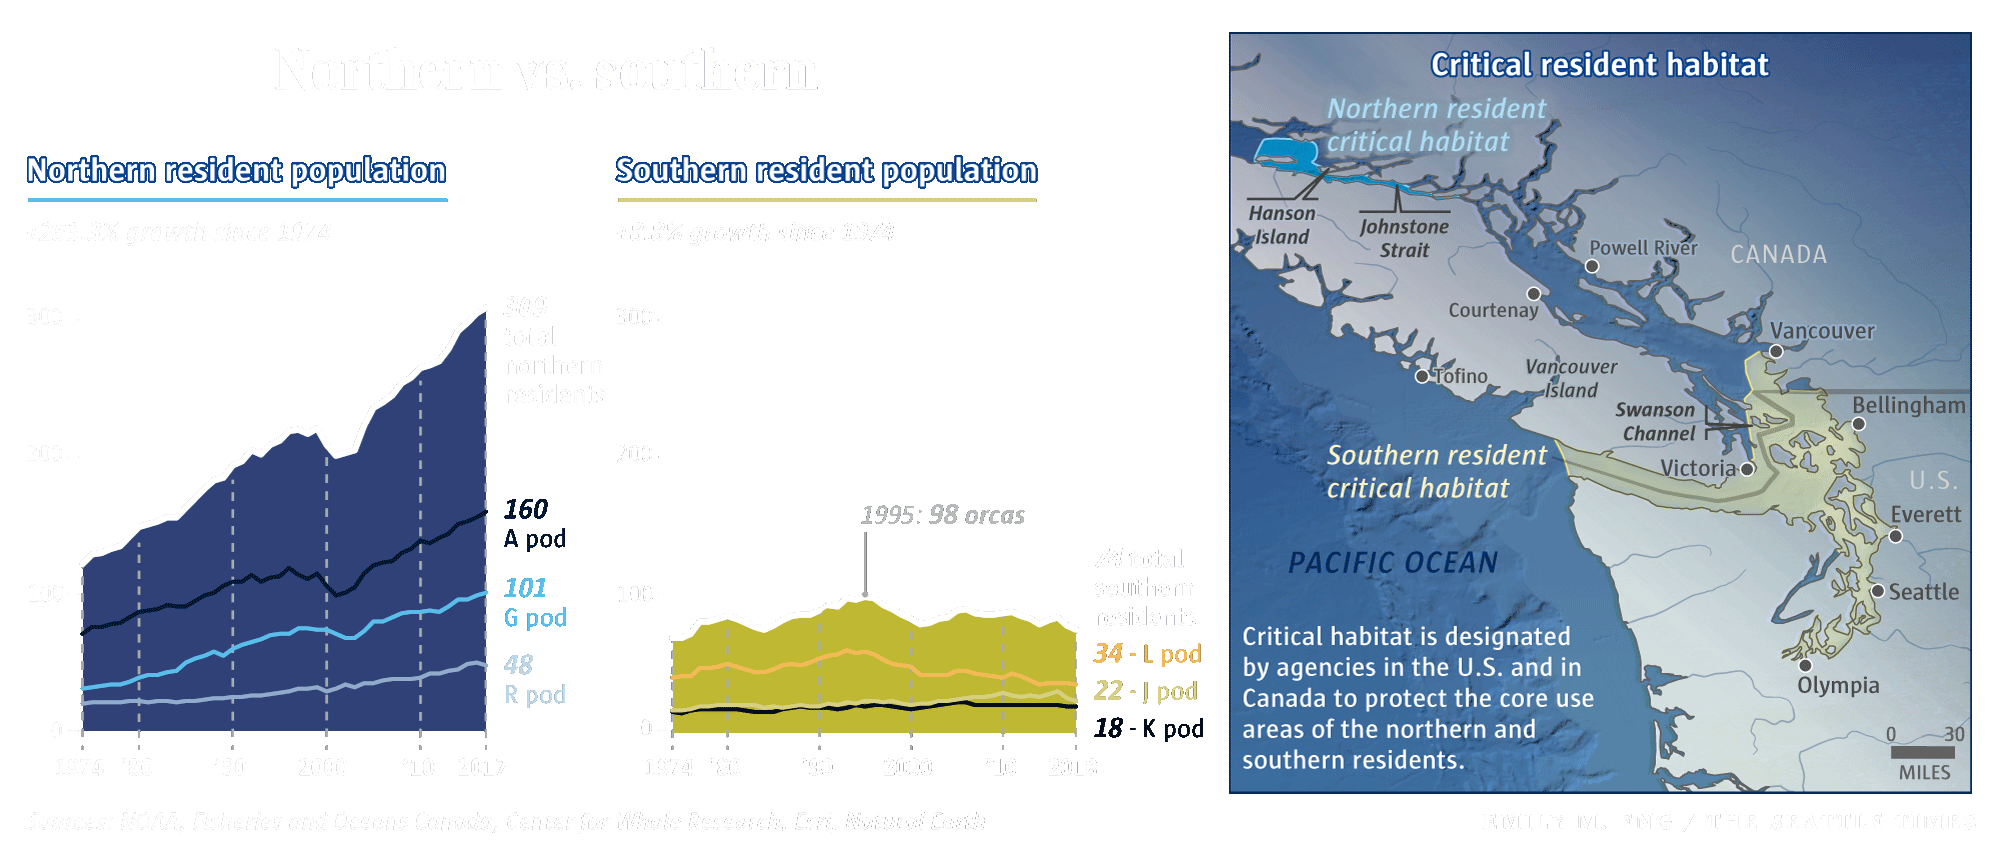 Northern vs. southern
Northern resident population
Southern resident population
growth since 1974
growth since 1974
300
309
total
northern
residents
200
160
A pod
101
G pod
100
48
R pod
0
1974 '80 '90 2000 '10 2017
300
200
1995: 98 orcas
100
total
southern
residents
34 - L pod
22 - J pod
18 - K pod
0
1974 '80 '90 2000 '10 2018
Sources: NOAA, Fisheries and Oceans Canada, Center for Whale Research, Esri, Natural Earth
Critical resident habitat
Northern resident
critical habitat
Hanson
Island
Johnstone
Strait
Powell River
CANADA
Courtenay
Vancouver
Tofino
Vancouver
Island
Swanson
Channel
Bellingham
Southern resident
critical habitat
Victoria
U.S.
Everett
PACIFIC OCEAN
Seattle
Critical habitat is designated
by agencies in the U.S. and in
Canada to protect the core use
areas of the northern and
southern residents.
Olympia
0 30
MILES
EMILY M. ENG / THE SEATTLE TIMES